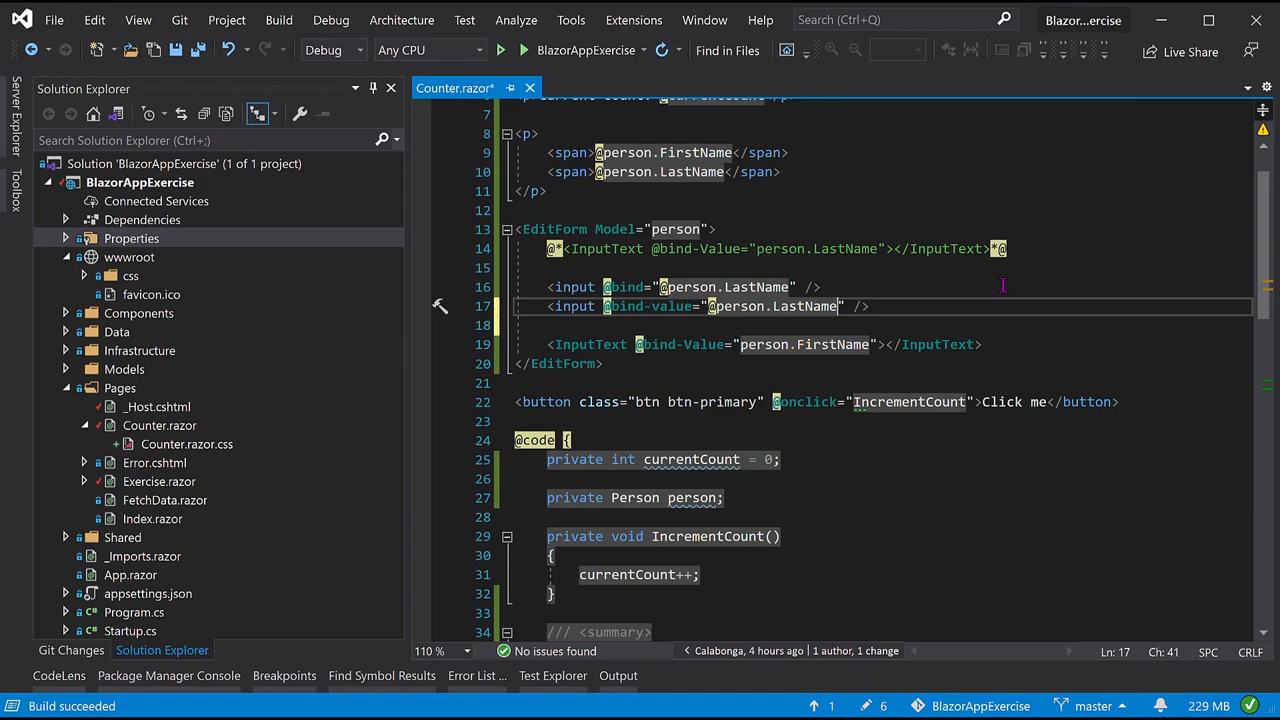 File Edit View Git Project Build Debug Architecture Test Analyze Tools Extensions Window Help Search (Ctrl+Q) Blazor...ercise
Debug Any CPU BlazorAppExercise Find in Files Live Share
Server Explorer
Toolbox
Solution Explorer
Search Solution Explorer (Ctrl+;)
Solution 'BlazorAppExercise' (1 of 1 project)
BlazorAppExercise
Connected Services
Dependencies
Properties
wwwroot
css
favicon.ico
Components
Data
Infrastructure
Models
Pages
_Host.cshtml
Counter.razor
Counter.razor.css
Error.cshtml
Exercise.razor
FetchData.razor
Index.razor
Shared
_Imports.razor
App.razor
appsettings.json
Program.cs
Startup.cs
Git Changes Solution Explorer
Counter.razor*
6 <p>Current count: @currentCount</p>
7
8 <p>
9 <span>@person.FirstName</span>
10 <span>@person.LastName</span>
11 </p>
12
13 <EditForm Model="person">
14 @*<InputText @bind-Value="person.LastName"></InputText>*@
15
16 <input @bind="@person.LastName" />
17 <input @bind-value="@person.LastName" />
18
19 <InputText @bind-Value="person.FirstName"></InputText>
20 </EditForm>
21
22 <button class="btn btn-primary" @onclick="IncrementCount">Click me</button>
23
24 @code {
25 private int currentCount = 0;
26
27 private Person person;
28
29 private void IncrementCount()
30 {
31 currentCount++;
32 }
33
34 /// <summary>
110 % No issues found Calabonga, 4 hours ago | 1 author, 1 change Ln: 17 Ch: 41 SPC CRLF
CodeLens Package Manager Console Breakpoints Find Symbol Results Error List ... Test Explorer Output
Build succeeded 1 6 BlazorAppExercise master 229 MB